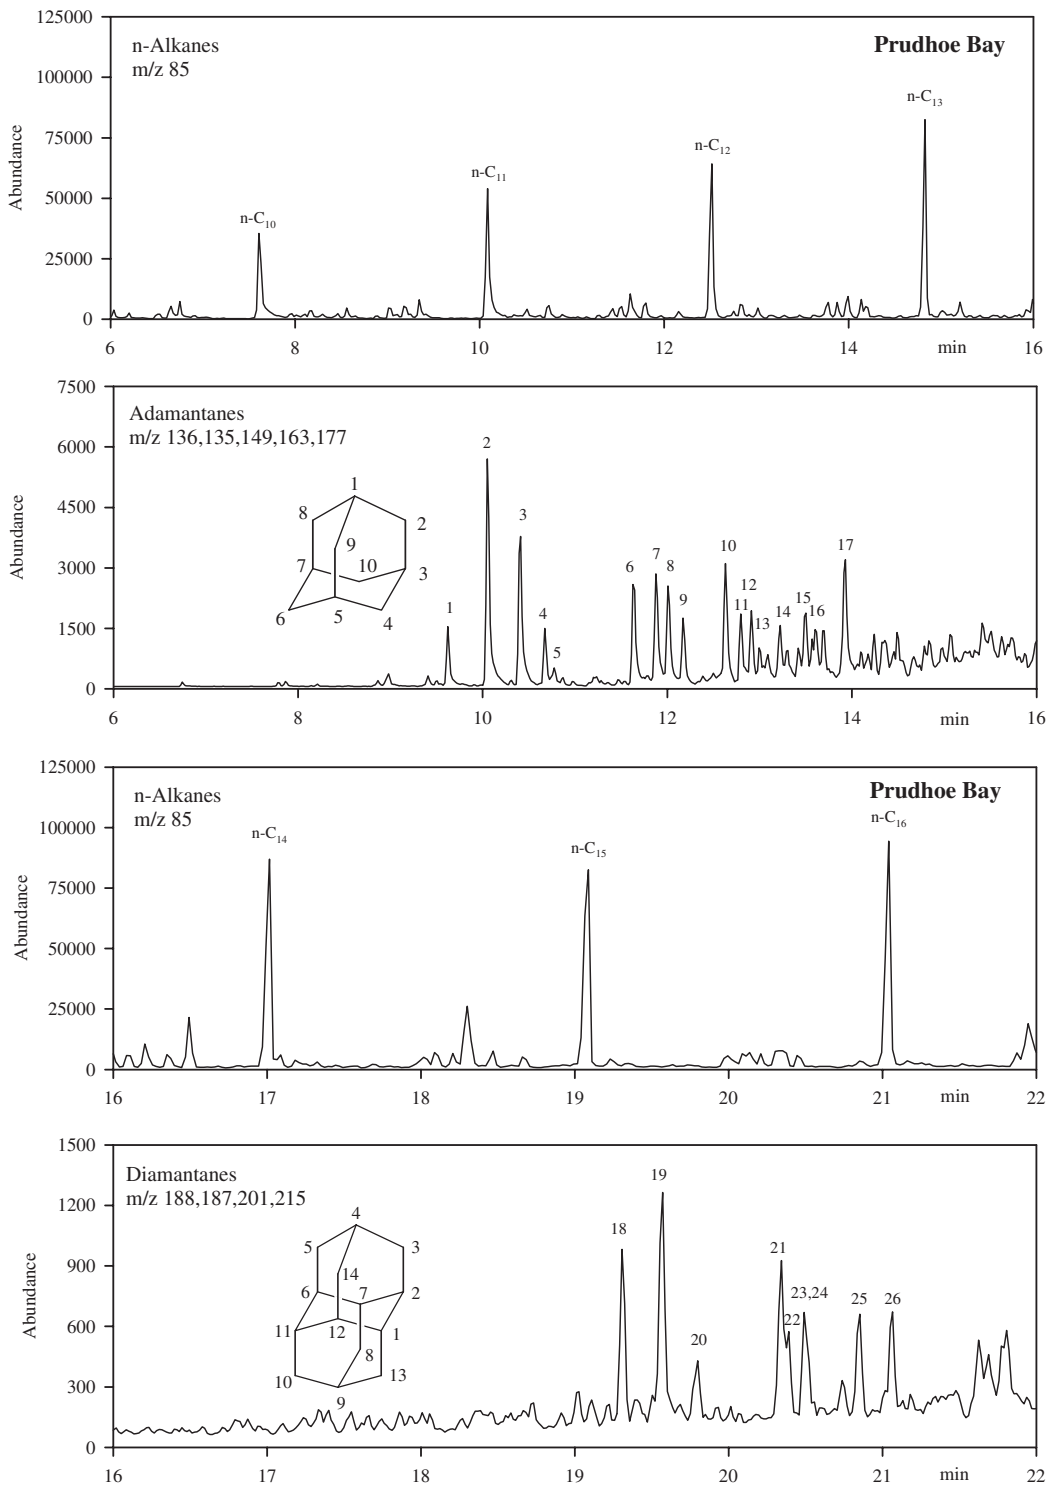 125000
n-Alkanes
Prudhoe Bay
m/z 85
100000
n-C13
75000
n-C12
n-C11
50000
n-C10
25000
0
Abundance
6 8 10 12 14 min 16
7500
Adamantanes
m/z 136,135,149,163,177
6000
4500
3000
1500
0
Abundance
1
8 2
9
7 10 3
6 5 4
1 2 3 4 5 6 7 8 9 10 11 12 13 14 15 16 17
6 8 10 12 14 min 16
125000
n-Alkanes
Prudhoe Bay
m/z 85
n-C16
100000
n-C14
n-C15
75000
50000
25000
0
Abundance
16 17 18 19 20 21 min 22
1500
Diamantanes
m/z 188,187,201,215
1200
900
600
300
0
Abundance
4
5 3
14
6 7 2
11 12 1
8
10 13
9
18 19 20 21 22 23,24 25 26
16 17 18 19 20 21 min 22